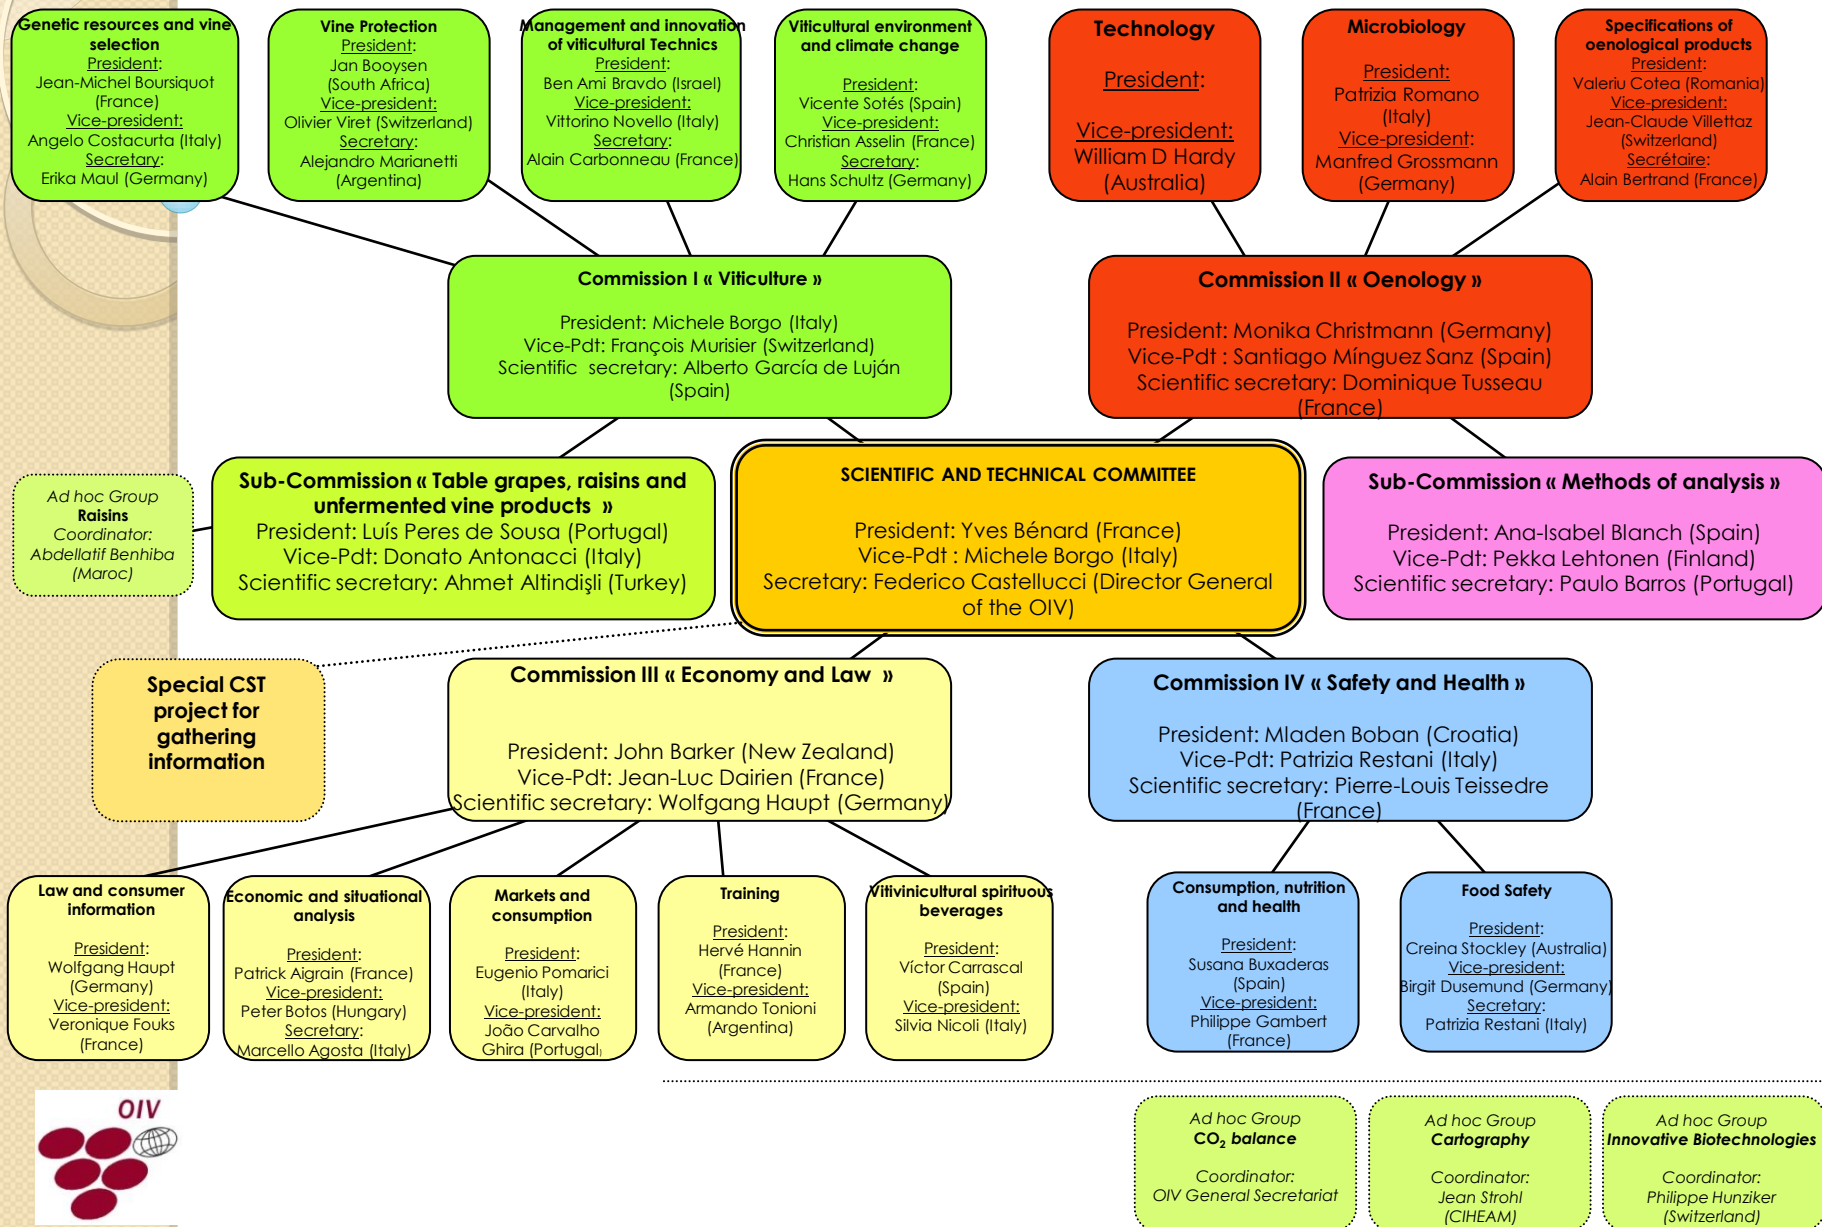 Genetic resources and vine
selection
President:
Jean-Michel Boursiquot
(France)
Vice-president:
Angelo Costacurta (Italy)
Secretary:
Erika Maul (Germany)
Vine Protection
President:
Jan Booysen
(South Africa)
Vice-president:
Olivier Viret (Switzerland)
Secretary:
Alejandro Marianetti
(Argentina)
Management and innovation
of viticultural Technics
President:
Ben Ami Bravdo (Israel)
Vice-president:
Vittorino Novello (Italy)
Secretary:
Alain Carbonneau (France)
Viticultural environment
and climate change
President:
Vicente Sotés (Spain)
Vice-president:
Christian Asselin (France)
Secretary:
Hans Schultz (Germany)
Technology
President:
Vice-president:
William D Hardy
(Australia)
Microbiology
President:
Patrizia Romano
(Italy)
Vice-president:
Manfred Grossmann
(Germany)
Specifications of
oenological products
President:
Valeriu Cotea (Romania)
Vice-president:
Jean-Claude Villettaz
(Switzerland)
Secrétaire:
Alain Bertrand (France)
Commission I « Viticulture »
President: Michele Borgo (Italy)
Vice-Pdt: François Murisier (Switzerland)
Scientific secretary: Alberto García de Luján
(Spain)
Commission II « Oenology »
President: Monika Christmann (Germany)
Vice-Pdt : Santiago Mínguez Sanz (Spain)
Scientific secretary: Dominique Tusseau
(France)
Ad hoc Group
Raisins
Coordinator:
Abdellatif Benhiba
(Maroc)
Sub-Commission « Table grapes, raisins and
unfermented vine products »
President: Luís Peres de Sousa (Portugal)
Vice-Pdt: Donato Antonacci (Italy)
Scientific secretary: Ahmet Altindişli (Turkey)
SCIENTIFIC AND TECHNICAL COMMITTEE
President: Yves Bénard (France)
Vice-Pdt : Michele Borgo (Italy)
Secretary: Federico Castellucci (Director General
of the OIV)
Sub-Commission « Methods of analysis »
President: Ana-Isabel Blanch (Spain)
Vice-Pdt: Pekka Lehtonen (Finland)
Scientific secretary: Paulo Barros (Portugal)
Special CST
project for
gathering
information
Commission III « Economy and Law »
President: John Barker (New Zealand)
Vice-Pdt: Jean-Luc Dairien (France)
Scientific secretary: Wolfgang Haupt (Germany)
Commission IV « Safety and Health »
President: Mladen Boban (Croatia)
Vice-Pdt: Patrizia Restani (Italy)
Scientific secretary: Pierre-Louis Teissedre
(France)
Law and consumer
information
President:
Wolfgang Haupt
(Germany)
Vice-president:
Veronique Fouks
(France)
Economic and situational
analysis
President:
Patrick Aigrain (France)
Vice-president:
Peter Botos (Hungary)
Secretary:
Marcello Agosta (Italy)
Markets and
consumption
President:
Eugenio Pomarici
(Italy)
Vice-president:
João Carvalho
Ghira (Portugal)
Training
President:
Hervé Hannin
(France)
Vice-president:
Armando Tonioni
(Argentina)
Vitivinicultural spirituous
beverages
President:
Víctor Carrascal
(Spain)
Vice-president:
Silvia Nicoli (Italy)
Consumption, nutrition
and health
President:
Susana Buxaderas
(Spain)
Vice-president:
Philippe Gambert
(France)
Food Safety
President:
Creina Stockley (Australia)
Vice-president:
Birgit Dusemund (Germany)
Secretary:
Patrizia Restani (Italy)
OIV
Ad hoc Group
CO₂ balance
Coordinator:
OIV General Secretariat
Ad hoc Group
Cartography
Coordinator:
Jean Strohl
(CIHEAM)
Ad hoc Group
Innovative Biotechnologies
Coordinator:
Philippe Hunziker
(Switzerland)